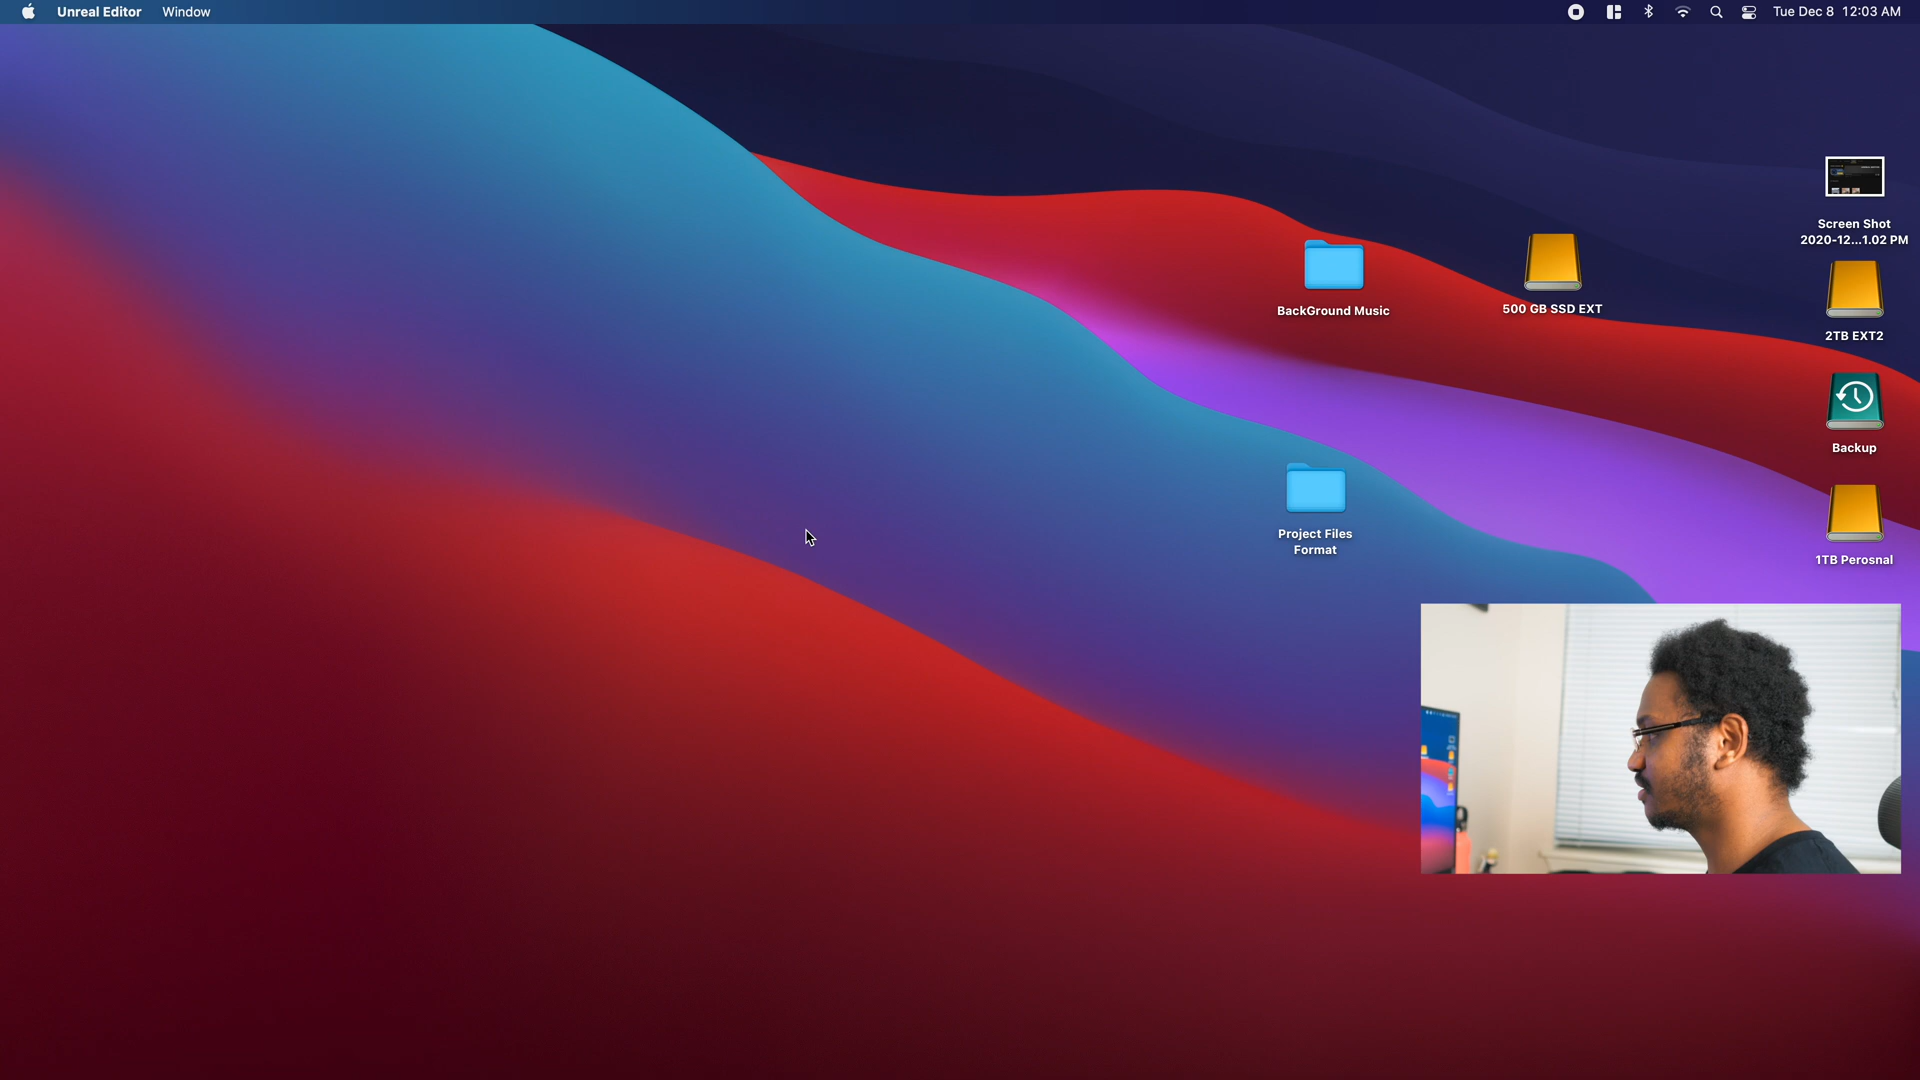 Unreal Editor Window
Tue Dec 8 12:03 AM
Screen Shot
2020-12...1.02 PM
BackGround Music
500 GB SSD EXT
2TB EXT2
Backup
Project Files
Format
1TB Perosnal